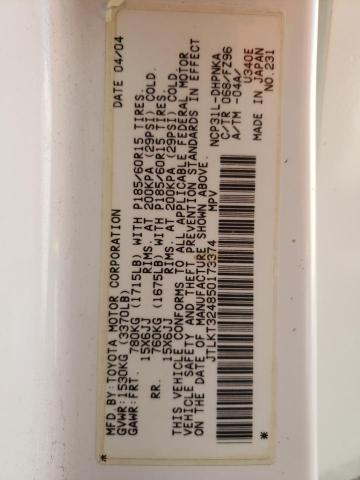 MFD BY:TOYOTA MOTOR CORPORATION DATE 04/04
GVWR:1530KG (3370LB)
GAWR:FRT. 780KG (1715LB) WITH P185/60R15 TIRES.
15X6JJ RIMS. AT 200KPA (29PSI) COLD.
RR. 760KG (1675LB) WITH P185/60R15 TIRES.
15X6JJ RIMS. AT 200KPA (29PSI) COLD.
THIS VEHICLE CONFORMS TO ALL APPLICABLE FEDERAL MOTOR
VEHICLE SAFETY AND THEFT PREVENTION STANDARDS IN EFFECT
ON THE DATE OF MANUFACTURE SHOWN ABOVE.
*JTLKT324850173374* MPV
NCP31L-DHPNKA
C/TR 068/FZ96
A/TM -04A/ U340E
MADE IN JAPAN
NO.231